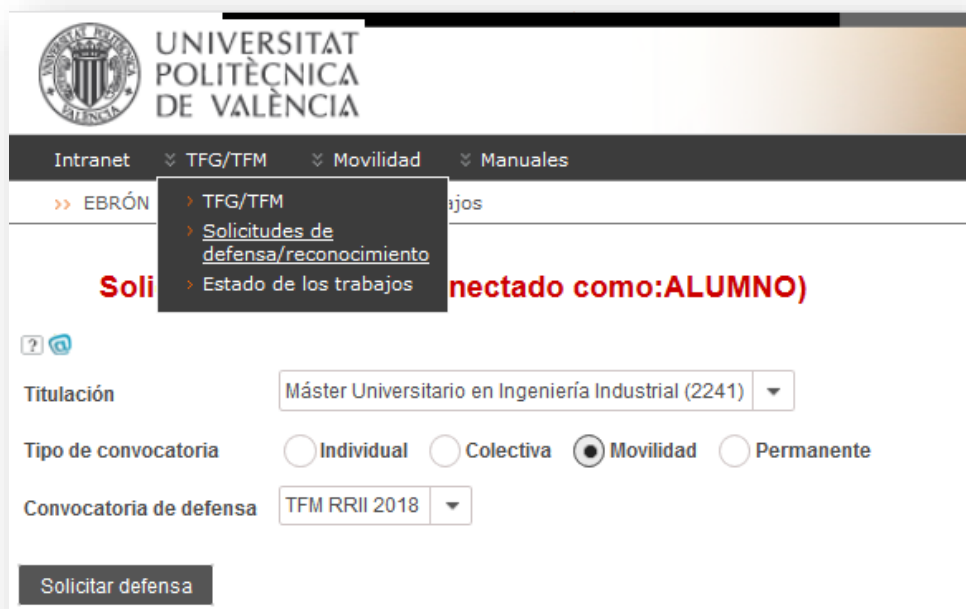 UNIVERSITAT
POLITÈCNICA
DE VALÈNCIA
Intranet TFG/TFM Movilidad Manuales
>> EBRÓN ajos
TFG/TFM
Solicitudes de
defensa/reconocimiento
Estado de los trabajos
Soli nectado como:ALUMNO)
?
Titulación Máster Universitario en Ingeniería Industrial (2241)
Tipo de convocatoria Individual Colectiva Movilidad Permanente
Convocatoria de defensa TFM RRII 2018
Solicitar defensa